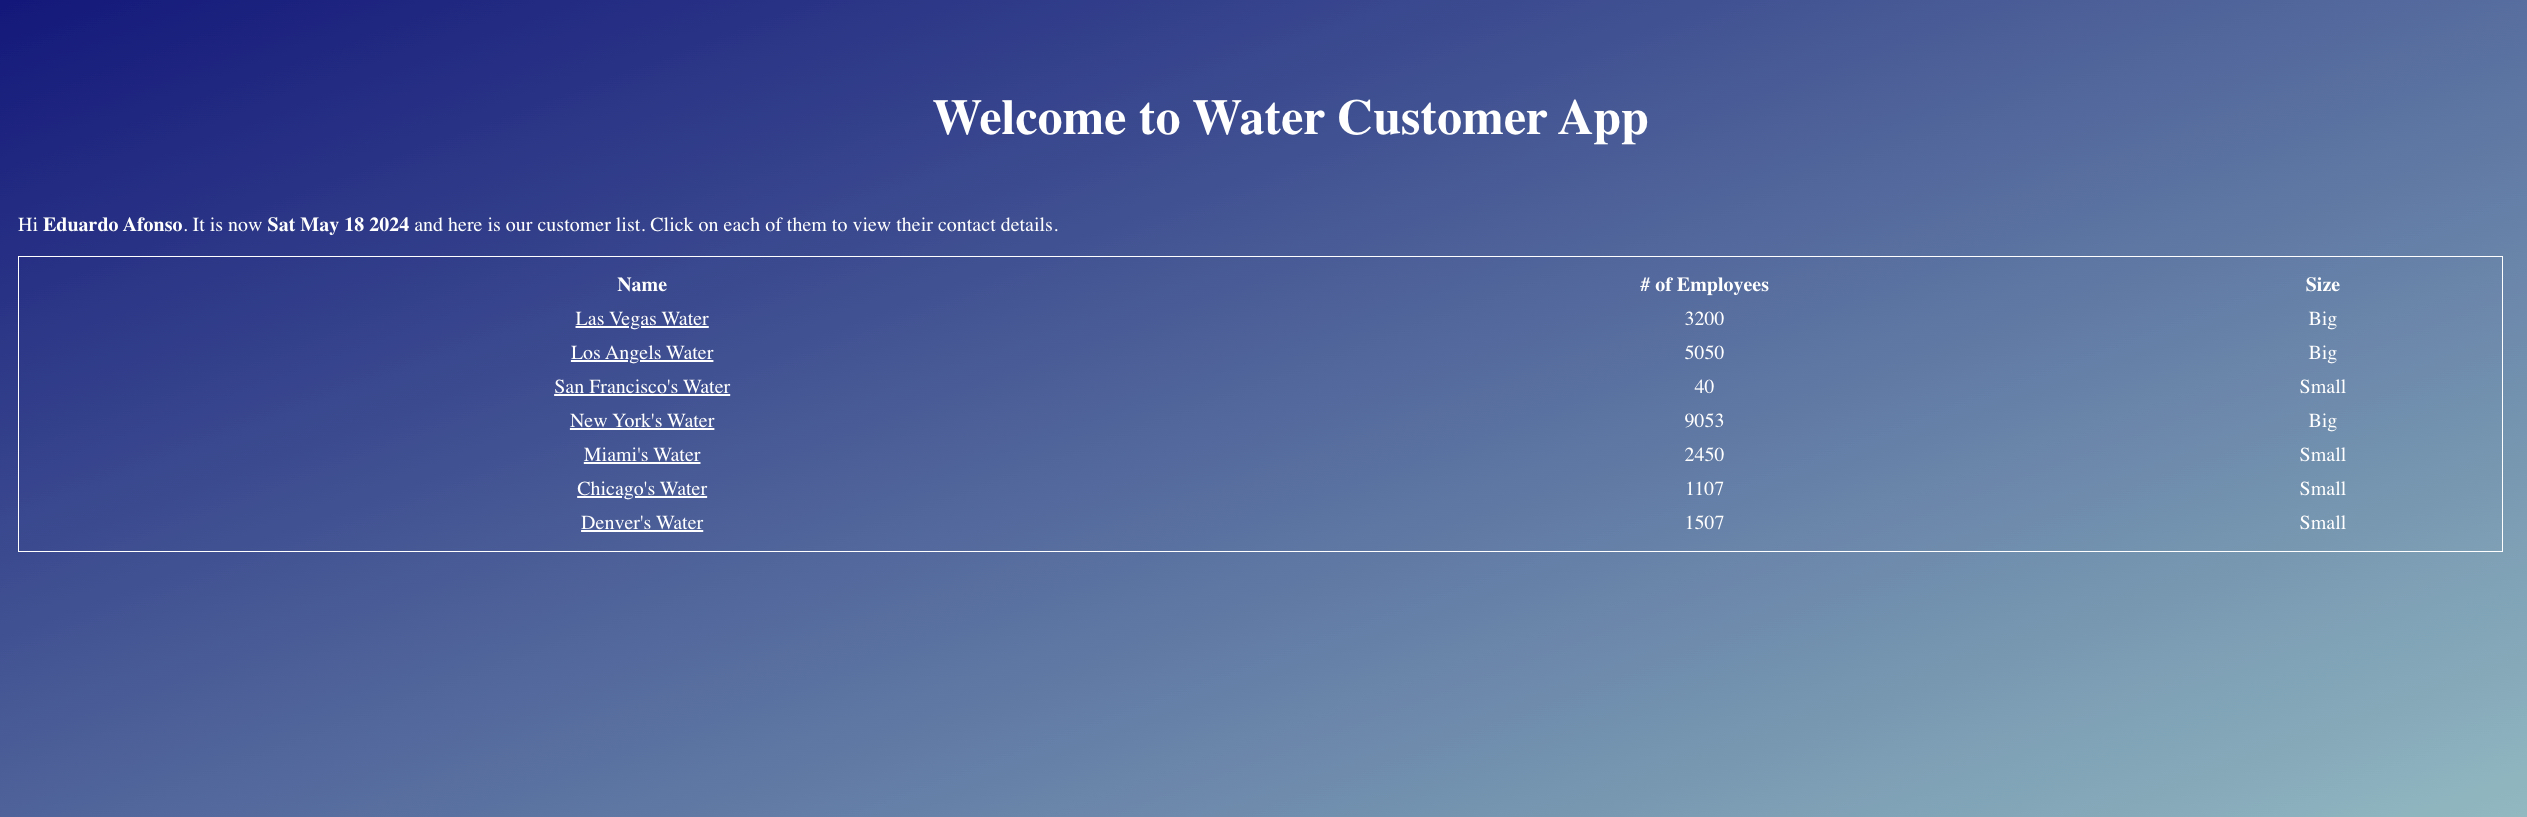 Welcome to Water Customer App
Hi Eduardo Afonso. It is now Sat May 18 2024 and here is our customer list. Click on each of them to view their contact details.
Name # of Employees Size
Las Vegas Water 3200 Big
Los Angels Water 5050 Big
San Francisco's Water 40 Small
New York's Water 9053 Big
Miami's Water 2450 Small
Chicago's Water 1107 Small
Denver's Water 1507 Small